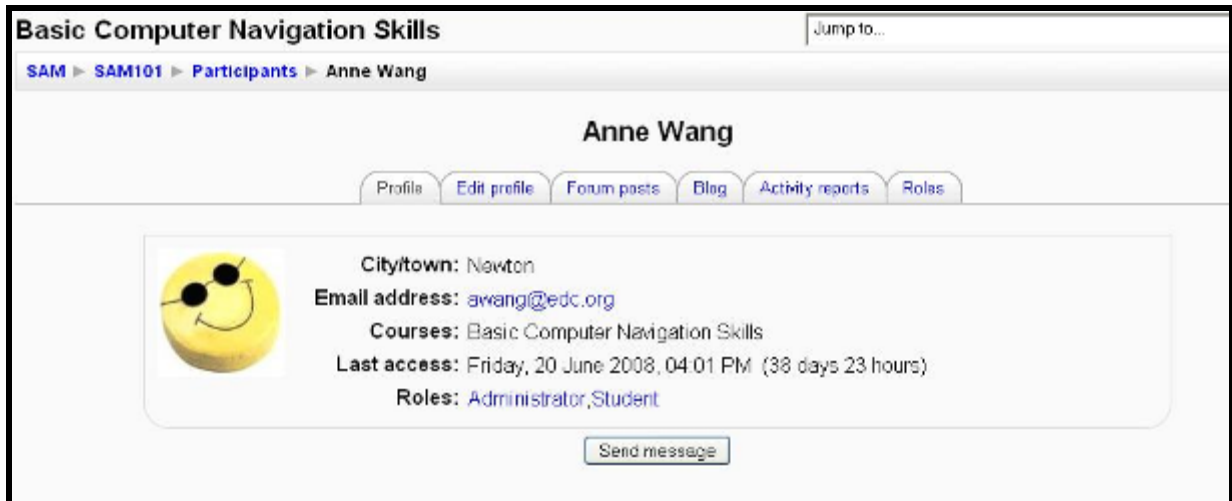 Basic Computer Navigation Skills
Jump to...
SAM ► SAM101 ► Participants ► Anne Wang
Anne Wang
Profile Edit profile Forum posts Blog Activity reports Roles
City/town: Newton
Email address: awang@edc.org
Courses: Basic Computer Navigation Skills
Last access: Friday, 20 June 2008, 04:01 PM (38 days 23 hours)
Roles: Administrator,Student
Send message